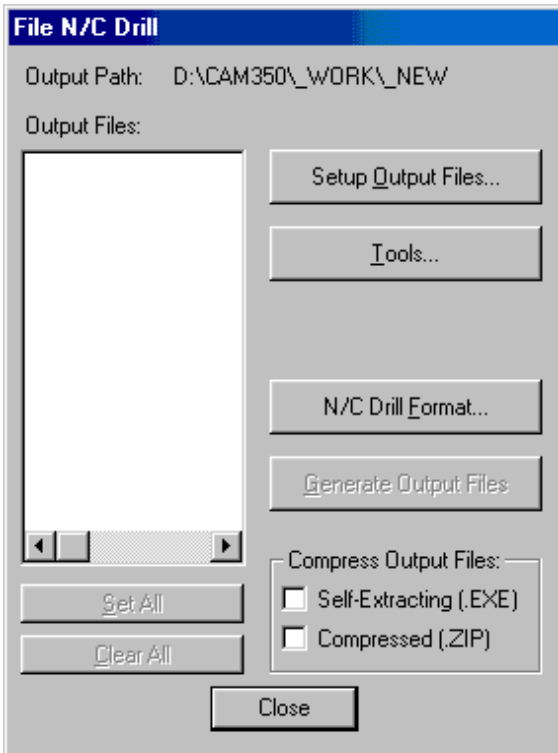 File N/C Drill
Output Path: D:\CAM350\_WORK\_NEW
Output Files:
Setup Output Files...
Tools...
N/C Drill Format...
Generate Output Files
Compress Output Files:
Self-Extracting (.EXE)
Compressed (.ZIP)
Set All
Clear All
Close